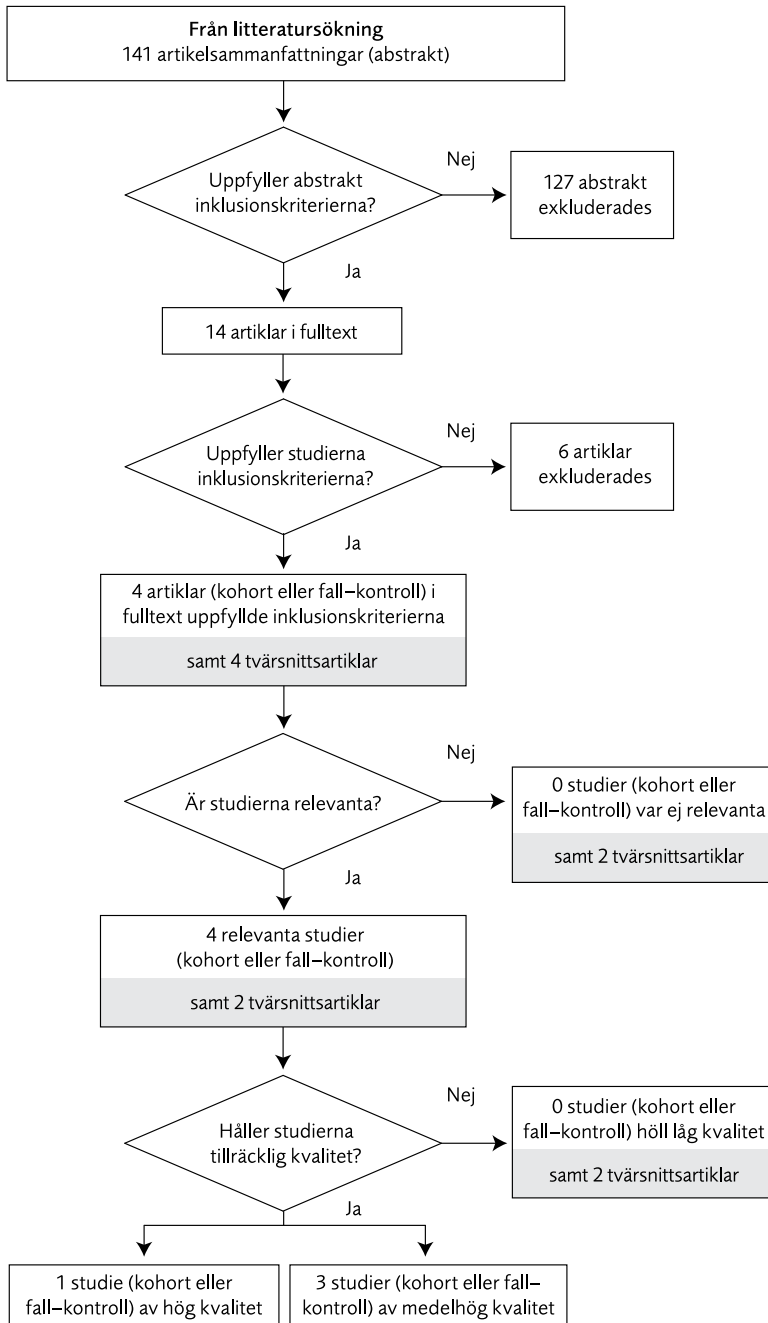 Från litteratursökning
141 artikelsammanfattningar (abstrakt)
Nej
Uppfyller abstrakt
inklusionskriterierna?
127 abstrakt
exkluderades
Ja
14 artiklar i fulltext
Nej
Uppfyller studierna
inklusionskriterierna?
6 artiklar
exkluderades
Ja
4 artiklar (kohort eller fall–kontroll) i
fulltext uppfyllde inklusionskriterierna
samt 4 tvärsnittsartiklar
Nej
Är studierna relevanta?
0 studier (kohort eller
fall–kontroll) var ej relevanta
samt 2 tvärsnittsartiklar
Ja
4 relevanta studier
(kohort eller fall–kontroll)
samt 2 tvärsnittsartiklar
Nej
Håller studierna
tillräcklig kvalitet?
0 studier (kohort eller
fall–kontroll) höll låg kvalitet
samt 2 tvärsnittsartiklar
Ja
1 studie (kohort eller
fall–kontroll) av hög kvalitet
3 studier (kohort eller fall–
kontroll) av medelhög kvalitet